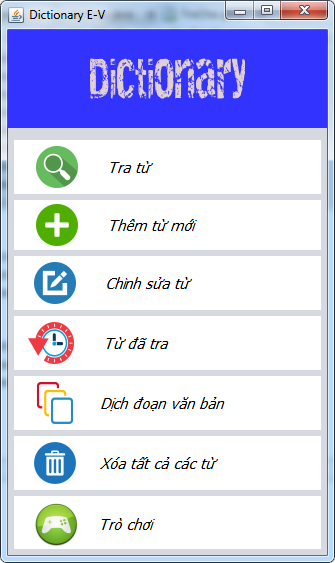 Dictionary E-V
Dictionary
Tra từ
Thêm từ mới
Chỉnh sửa từ
Từ đã tra
Dịch đoạn văn bản
Xóa tất cả các từ
Trò chơi